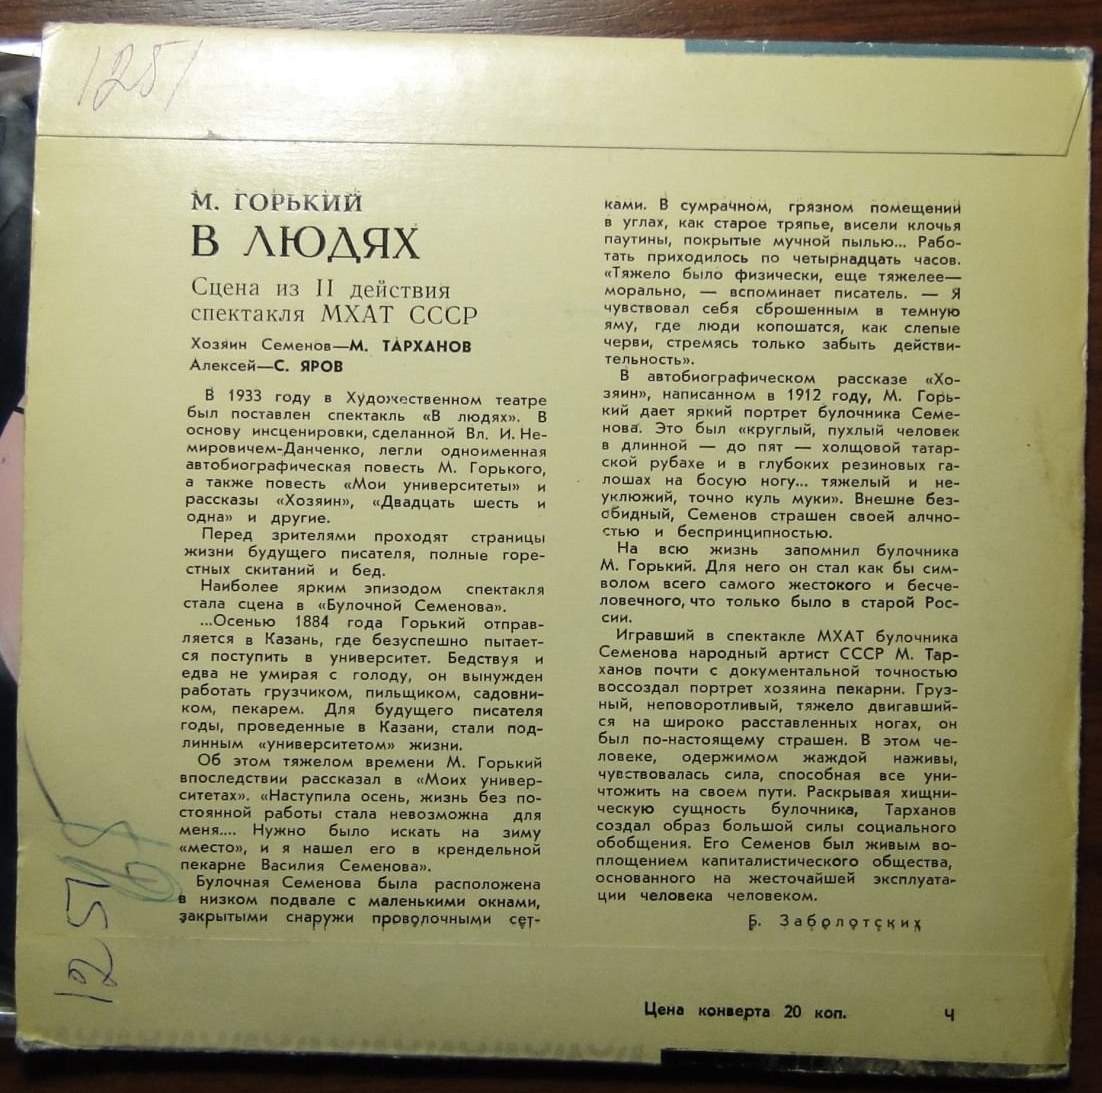 1251
М. ГОРЬКИЙ
В ЛЮДЯХ
Сцена из II действия
спектакля МХАТ СССР
Хозяин Семенов—М. ТАРХАНОВ
Алексей—С. ЯРОВ
В 1933 году в Художественном театре
был поставлен спектакль «В людях». В
основу инсценировки, сделанной Вл. И. Не-
мировичем-Данченко, легли одноименная
автобиографическая повесть М. Горького,
а также повесть «Мои университеты» и
рассказы «Хозяин», «Двадцать шесть и
одна» и другие.
Перед зрителями проходят страницы
жизни будущего писателя, полные горе-
стных скитаний и бед.
Наиболее ярким эпизодом спектакля
стала сцена в «Булочной Семенова».
...Осенью 1884 года Горький отправ-
ляется в Казань, где безуспешно пытает-
ся поступить в университет. Бедствуя и
едва не умирая с голоду, он вынужден
работать грузчиком, пильщиком, садовни-
ком, пекарем. Для будущего писателя
годы, проведенные в Казани, стали под-
линным «университетом» жизни.
Об этом тяжелом времени М. Горький
впоследствии рассказал в «Моих универ-
ситетах». «Наступила осень, жизнь без по-
стоянной работы стала невозможна для
меня.... Нужно было искать на зиму
«место», и я нашел его в крендельной
пекарне Василия Семенова».
Булочная Семенова была расположена
в низком подвале с маленькими окнами,
закрытыми снаружи проволочными сет-
ками. В сумрачном, грязном помещений
в углах, как старое тряпье, висели клочья
паутины, покрытые мучной пылью... Рабо-
тать приходилось по четырнадцать часов.
«Тяжело было физически, еще тяжелее—
морально, — вспоминает писатель. — Я
чувствовал себя сброшенным в темную
яму, где люди копошатся, как слепые
черви, стремясь только забыть действи-
тельность».
В автобиографическом рассказе «Хо-
зяин», написанном в 1912 году, М. Горь-
кий дает яркий портрет булочника Семе-
нова. Это был «круглый, пухлый человек
в длинной — до пят — холщовой татар-
ской рубахе и в глубоких резиновых га-
лошах на босую ногу... тяжелый и не-
уклюжий, точно куль муки». Внешне без-
обидный, Семенов страшен своей алчно-
стью и беспринципностью.
На всю жизнь запомнил булочника
М. Горький. Для него он стал как бы сим-
волом всего самого жестокого и бесче-
ловечного, что только было в старой Рос-
сии.
Игравший в спектакле МХАТ булочника
Семенова народный артист СССР М. Тар-
ханов почти с документальной точностью
воссоздал портрет хозяина пекарни. Груз-
ный, неповоротливый, тяжело двигавший-
ся на широко расставленных ногах, он
был по-настоящему страшен. В этом че-
ловеке, одержимом жаждой наживы,
чувствовалась сила, способная все уни-
чтожить на своем пути. Раскрывая хищни-
ческую сущность булочника, Тарханов
создал образ большой силы социального
обобщения. Его Семенов был живым во-
площением капиталистического общества,
основанного на жесточайшей эксплуата-
ции человека человеком.
Б. Заболотских
1251
Цена конверта 20 коп.
Ч